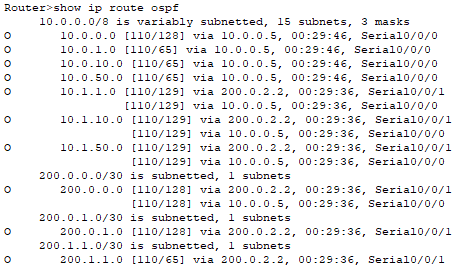 Router>show ip route ospf
10.0.0.0/8 is variably subnetted, 15 subnets, 3 masks
O 10.0.0.0 [110/128] via 10.0.0.5, 00:29:46, Serial0/0/0
O 10.0.1.0 [110/65] via 10.0.0.5, 00:29:46, Serial0/0/0
O 10.0.10.0 [110/65] via 10.0.0.5, 00:29:46, Serial0/0/0
O 10.0.50.0 [110/65] via 10.0.0.5, 00:29:46, Serial0/0/0
O 10.1.1.0 [110/129] via 200.0.2.2, 00:29:36, Serial0/0/1
[110/129] via 10.0.0.5, 00:29:36, Serial0/0/0
O 10.1.10.0 [110/129] via 200.0.2.2, 00:29:36, Serial0/0/1
[110/129] via 10.0.0.5, 00:29:36, Serial0/0/0
O 10.1.50.0 [110/129] via 200.0.2.2, 00:29:36, Serial0/0/1
[110/129] via 10.0.0.5, 00:29:36, Serial0/0/0
200.0.0.0/30 is subnetted, 1 subnets
O 200.0.0.0 [110/128] via 200.0.2.2, 00:29:36, Serial0/0/1
[110/128] via 10.0.0.5, 00:29:36, Serial0/0/0
200.0.1.0/30 is subnetted, 1 subnets
O 200.0.1.0 [110/128] via 200.0.2.2, 00:29:36, Serial0/0/1
200.1.1.0/30 is subnetted, 1 subnets
O 200.1.1.0 [110/65] via 200.0.2.2, 00:29:36, Serial0/0/1